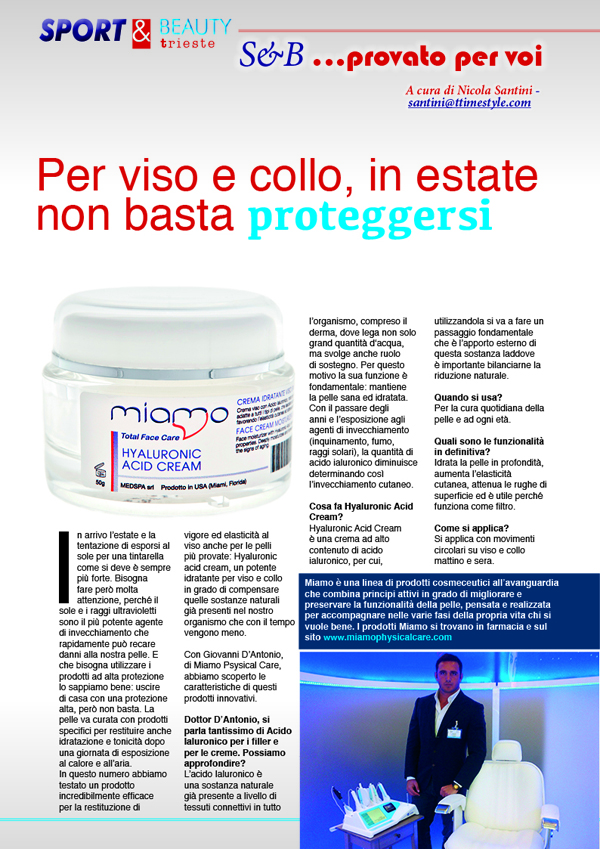 SPORT & BEAUTY
trieste
S&B ...provato per voi
A cura di Nicola Santini -
santini@ttimestyle.com
Per viso e collo, in estate
non basta proteggersi
miamo
Total Face Care
HYALURONIC
ACID CREAM
50g
MEDSPA srl Prodotto in USA (Miami, Florida)
CREMA IDRATANTE
FACE CREAM
In arrivo l'estate e la
tentazione di esporsi al
sole per una tintarella
come si deve è sempre
più forte. Bisogna
fare però molta
attenzione, perché il
sole e i raggi ultravioletti
sono il più potente agente
di invecchiamento che
rapidamente può recare
danni alla nostra pelle. E
che bisogna utilizzare i
prodotti ad alta protezione
lo sappiamo bene: uscire
di casa con una protezione
alta, però non basta. La
pelle va curata con prodotti
specifici per restituire anche
idratazione e tonicità dopo
una giornata di esposizione
al calore e all'aria.
In questo numero abbiamo
testato un prodotto
incredibilmente efficace
per la restituzione di
vigore ed elasticità al
viso anche per le pelli
più provate: Hyaluronic
acid cream, un potente
idratante per viso e collo
in grado di compensare
quelle sostanze naturali
già presenti nel nostro
organismo che con il tempo
vengono meno.
Con Giovanni D'Antonio,
di Miamo Psysical Care,
abbiamo scoperto le
caratteristiche di questi
prodotti innovativi.
Dottor D'Antonio, si
parla tantissimo di Acido
Ialuronico per i filler e
per le creme. Possiamo
approfondire?
L'acido Ialuronico è
una sostanza naturale
già presente a livello di
tessuti connettivi in tutto
l'organismo, compreso il
derma, dove lega non solo
grand quantità d'acqua,
ma svolge anche ruolo
di sostegno. Per questo
motivo la sua funzione è
fondamentale: mantiene
la pelle sana ed idratata.
Con il passare degli
anni e l'esposizione agli
agenti di invecchiamento
(inquinamento, fumo,
raggi solari), la quantità di
acido ialuronico diminuisce
determinando così
l'invecchiamento cutaneo.
Cosa fa Hyaluronic Acid
Cream?
Hyaluronic Acid Cream
è una crema ad alto
contenuto di acido
ialuronico, per cui,
utilizzandola si va a fare un
passaggio fondamentale
che è l'apporto esterno di
questa sostanza laddove
è importante bilanciarne la
riduzione naturale.
Quando si usa?
Per la cura quotidiana della
pelle e ad ogni età.
Quali sono le funzionalità
in definitiva?
Idrata la pelle in profondità,
aumenta l'elasticità
cutanea, attenua le rughe di
superficie ed è utile perché
funziona come filtro.
Come si applica?
Si applica con movimenti
circolari su viso e collo
mattino e sera.
Miamo è una linea di prodotti cosmeceutici all'avanguardia
che combina principi attivi in grado di migliorare e
preservare la funzionalità della pelle, pensata e realizzata
per accompagnare nelle varie fasi della propria vita chi si
vuole bene. I prodotti Miamo si trovano in farmacia e sul
sito www.miamophysicalcare.com